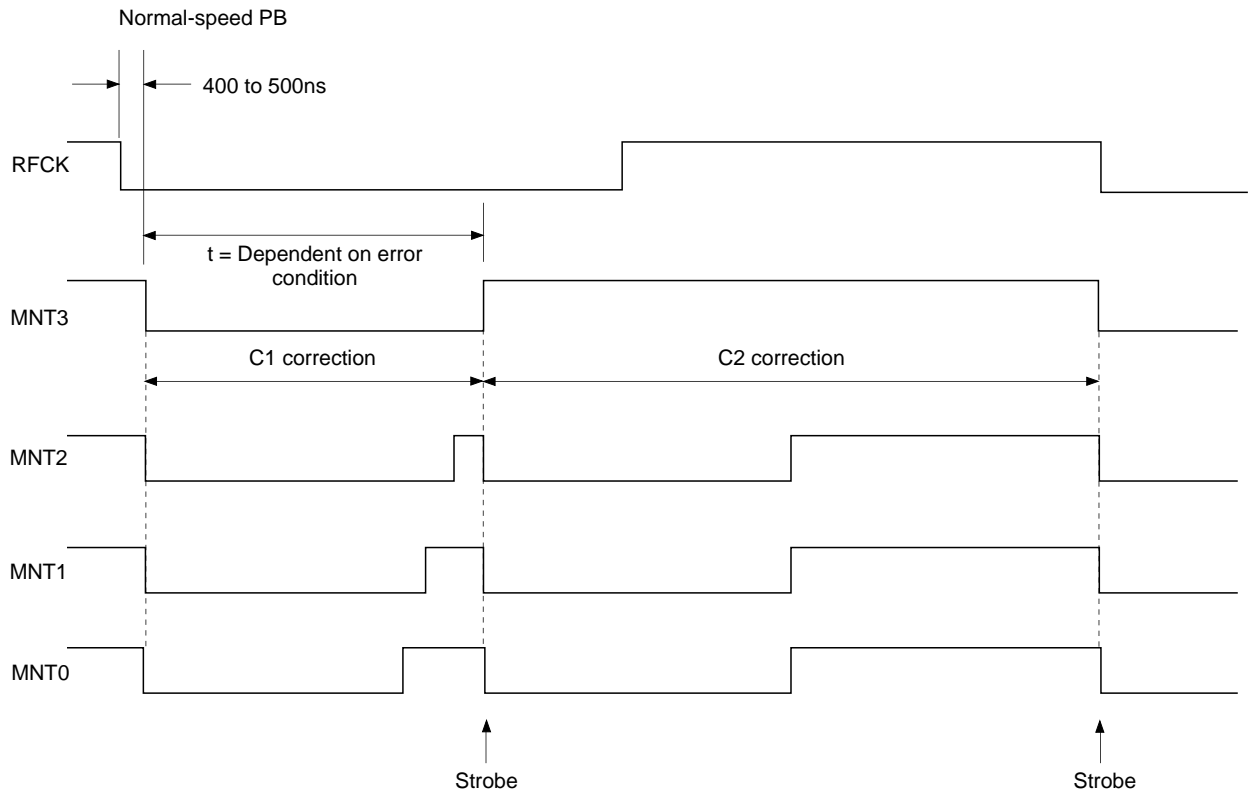 Normal-speed PB
400 to 500ns
RFCK
t = Dependent on error
condition
MNT3
C1 correction
C2 correction
MNT2
MNT1
MNT0
Strobe
Strobe